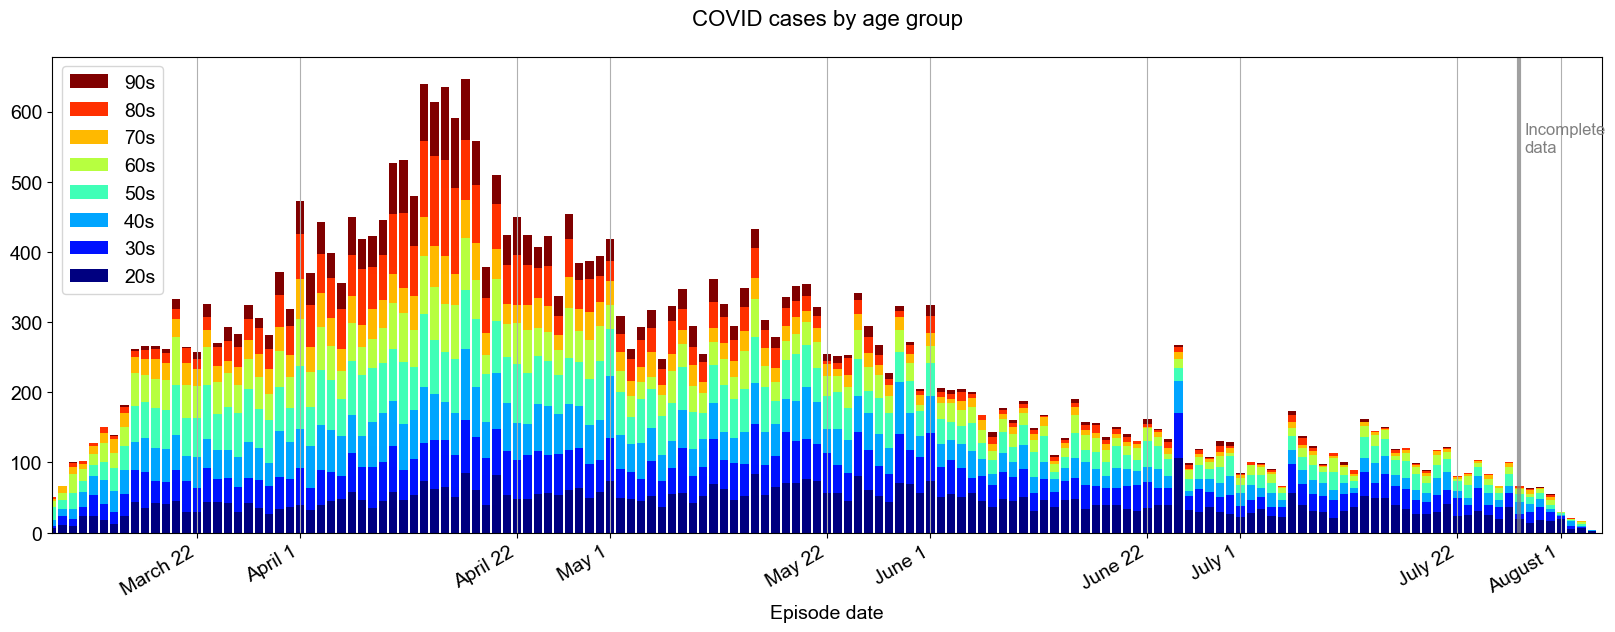 COVID cases by age group
90s
80s
70s
60s
50s
40s
30s
20s
Incomplete
data
600
500
400
300
200
100
0
March 22
April 1
April 22
May 1
May 22
June 1
June 22
July 1
July 22
August 1
Episode date